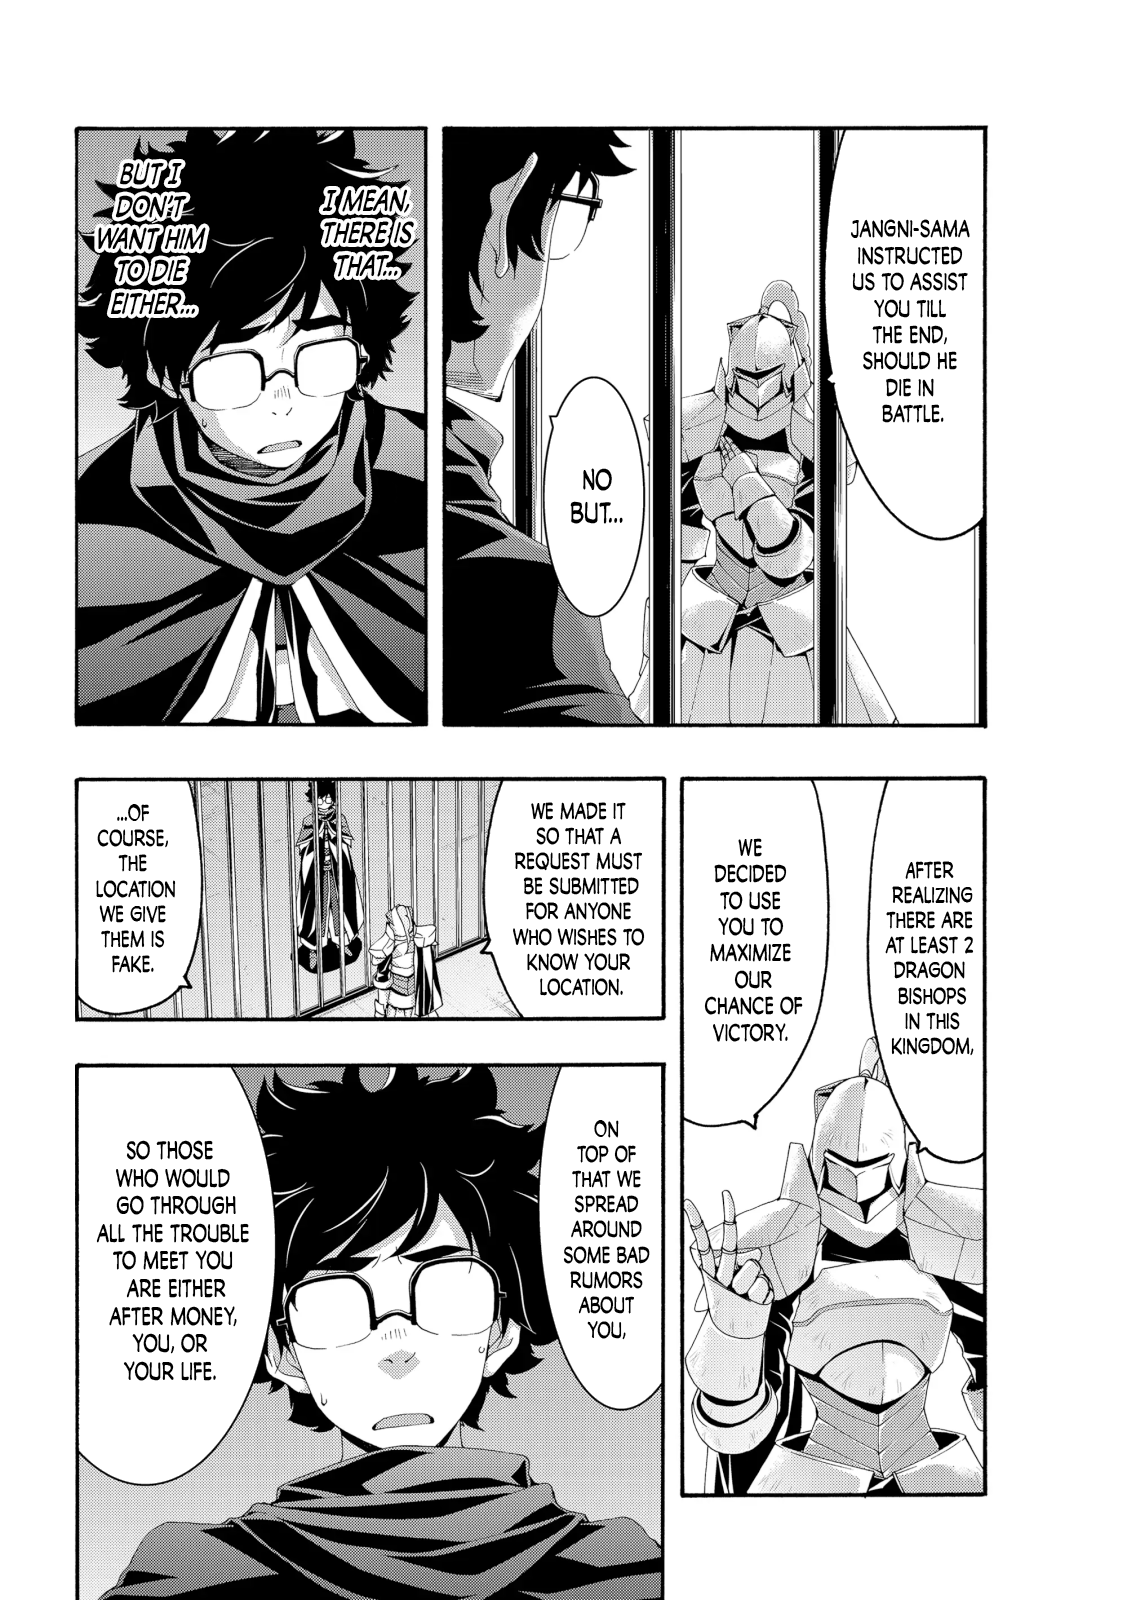 JANGNI-SAMA
INSTRUCTED
US TO ASSIST
YOU TILL
THE END,
SHOULD HE
DIE IN
BATTLE.
NO
BUT...
I MEAN,
THERE IS
THAT...
BUT I
DON'T
WANT HIM
TO DIE
EITHER...
AFTER
REALIZING
THERE ARE
AT LEAST 2
DRAGON
BISHOPS
IN THIS
KINGDOM,
WE
DECIDED
TO USE
YOU TO
MAXIMIZE
OUR
CHANCE OF
VICTORY.
WE MADE IT
SO THAT A
REQUEST MUST
BE SUBMITTED
FOR ANYONE
WHO WISHES TO
KNOW YOUR
LOCATION.
...OF
COURSE,
THE
LOCATION
WE GIVE
THEM IS
FAKE.
ON
TOP OF
THAT WE
SPREAD
AROUND
SOME BAD
RUMORS
ABOUT
YOU,
SO THOSE
WHO WOULD
GO THROUGH
ALL THE TROUBLE
TO MEET YOU
ARE EITHER
AFTER MONEY,
YOU, OR
YOUR LIFE.